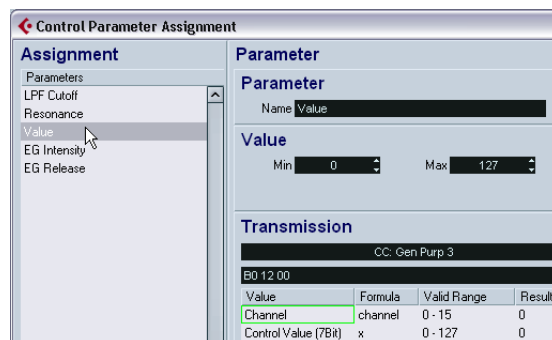 Control Parameter Assignment
Assignment
Parameters
LPF Cutoff
Resonance
Value
EG Intensity
EG Release
Parameter
Parameter
Name Value
Value
Min 0 Max 127
Transmission
CC: Gen Purp 3
B0 12 00
Value Formula Valid Range Result
Channel channel 0 - 15 0
Control Value (7Bit) x 0 - 127 0